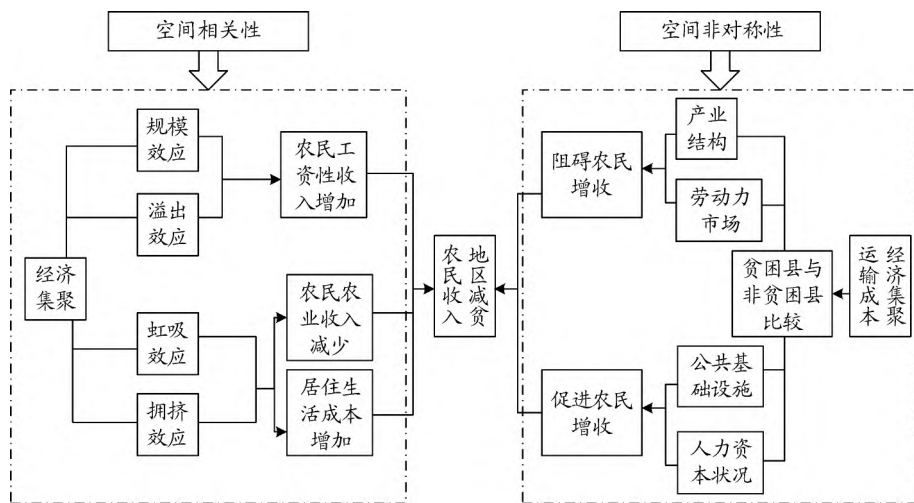 空间相关性
空间非对称性
经济
集聚
规模
效应
溢出
效应
虹吸
效应
拥挤
效应
农民工
资性收
入增加
农民农
业收入
减少
居住生
活成本
增加
农民收入
地区减贫
阻碍农民
增收
促进农民
增收
产业
结构
劳动力
市场
公共基
础设施
人力资
本状况
贫困县与
非贫困县
比较
运输成本
经济集聚